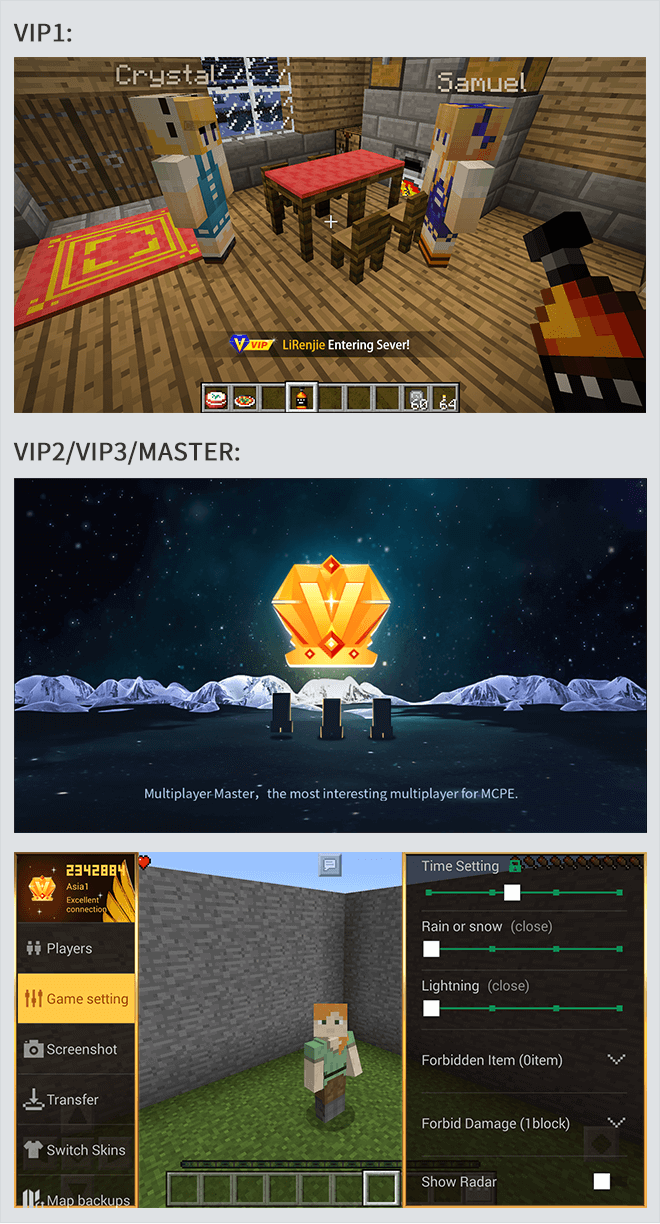 VIP1:
Crystal
Samuel
V VIP LiRenjie Entering Sever!
60 64
VIP2/VIP3/MASTER:
V
Multiplayer Master，the most interesting multiplayer for MCPE.
2342884
Asia1
Excellent
connection
Players
Game setting
Screenshot
Transfer
Switch Skins
Map backups
Time Setting
Rain or snow (close)
Lightning (close)
Forbidden Item (0item)
Forbid Damage (1block)
Show Radar